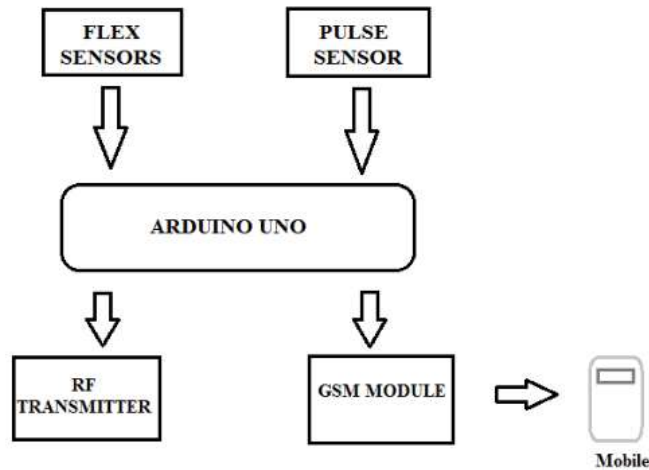 FLEX
SENSORS
PULSE
SENSOR
ARDUINO UNO
RF
TRANSMITTER
GSM MODULE
Mobile